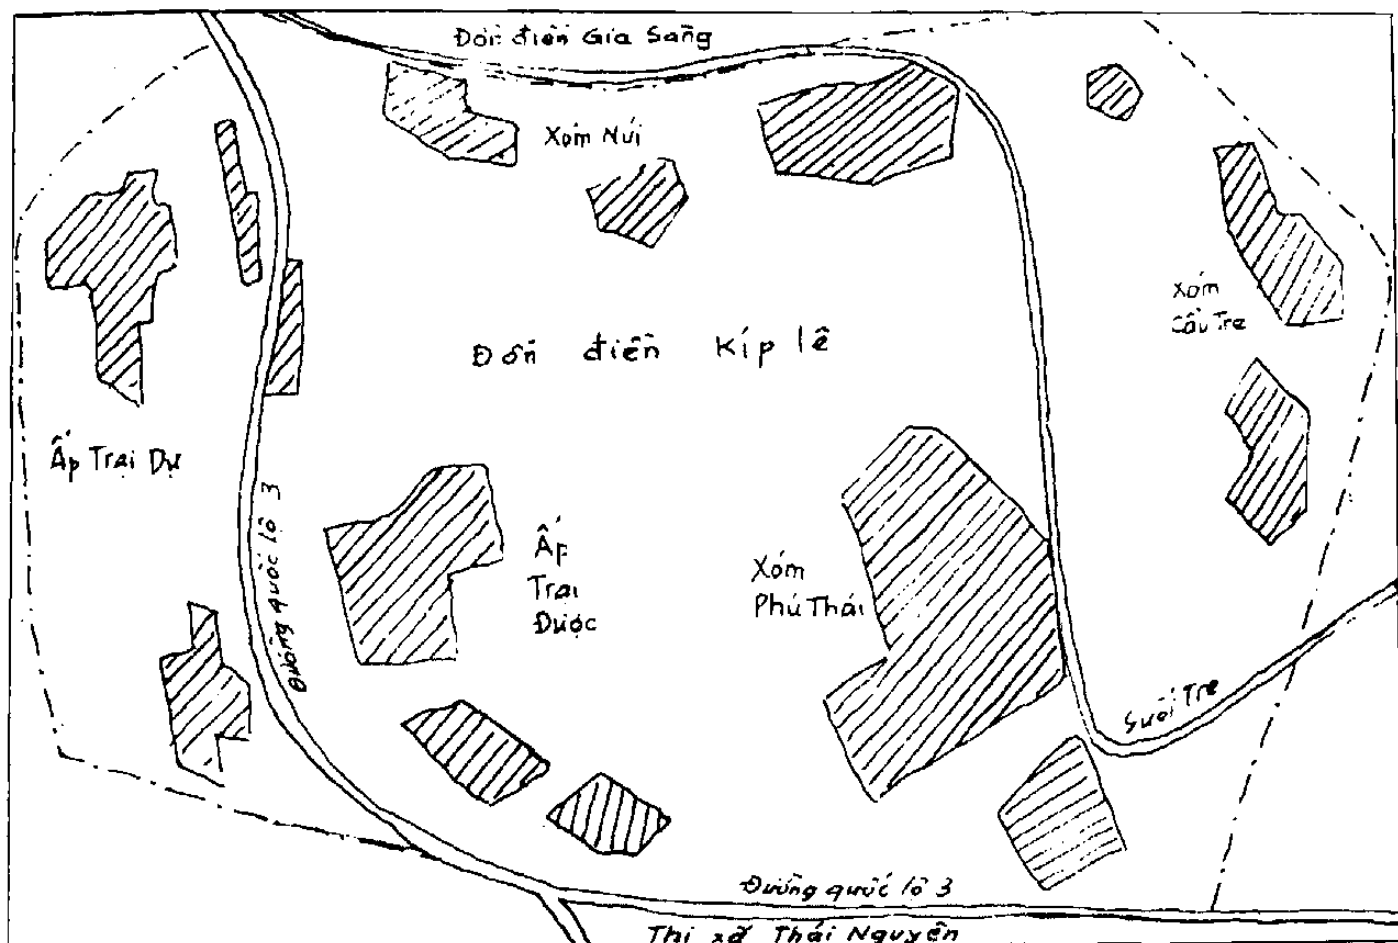 Đồn điền Gia Sàng
Xóm Núi
Xóm
Cầu Tre
Đồn điền Kíp lê
Ấp Trại Dự
Đường quốc lộ 3
Ấp
Trại
Được
Xóm
Phú Thái
Suối Tre
Đường quốc lộ 3
Thị xã Thái Nguyên